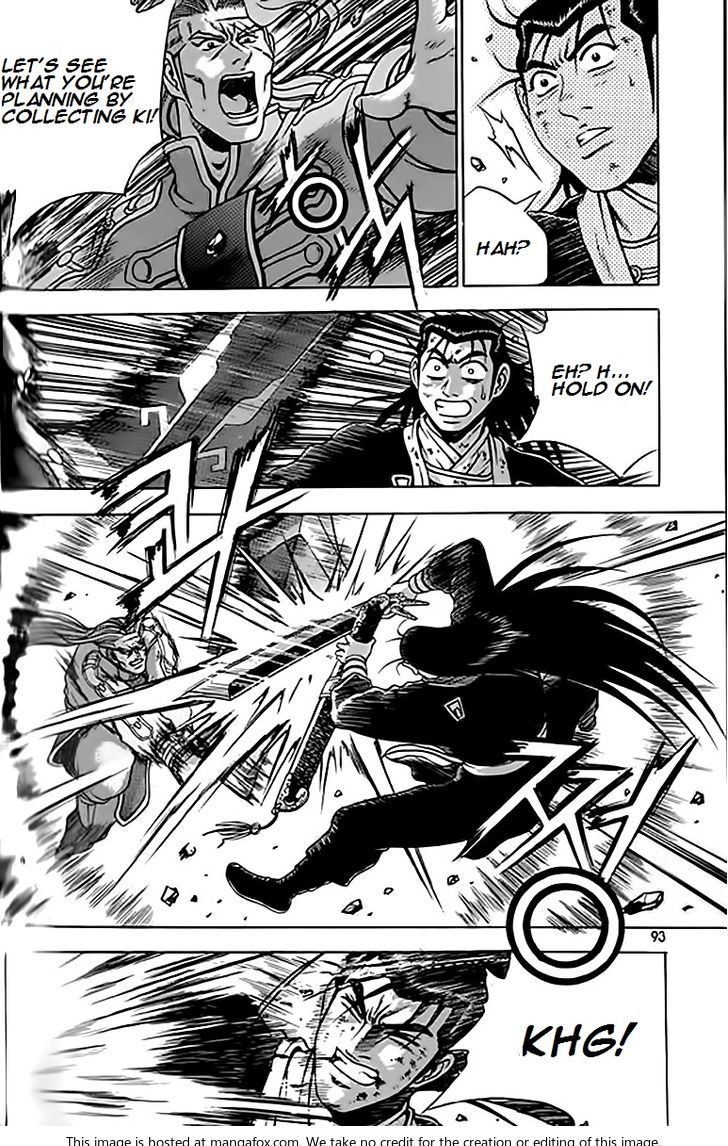 LET'S SEE
WHAT YOU'RE
PLANNING BY
COLLECTING KI!
HAH?
EH? H...
HOLD ON!
93
KHG!
This image is hosted at mangafox.com. We take no credit for the creation or editing of this image.